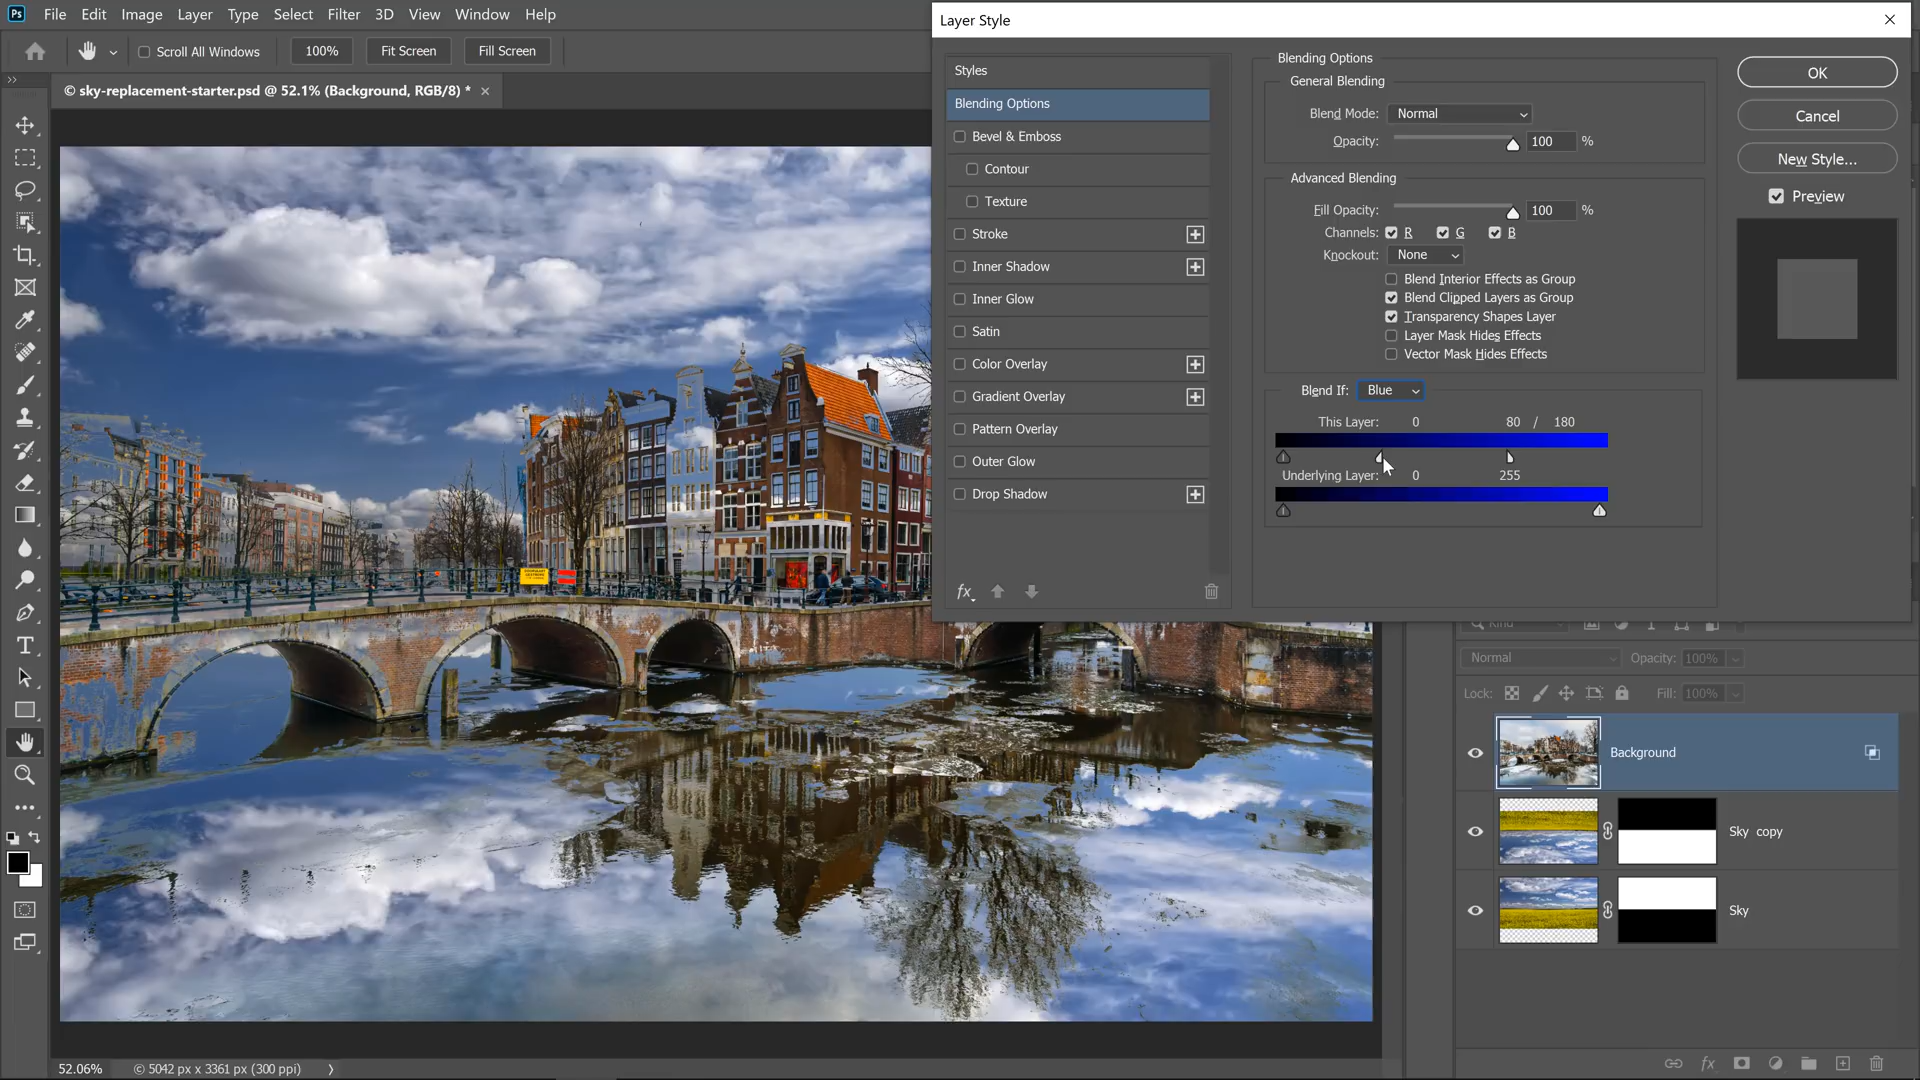 Ps File Edit Image Layer Type Select Filter 3D View Window Help
Scroll All Windows 100% Fit Screen Fill Screen
© sky-replacement-starter.psd @ 52.1% (Background, RGB/8) *
Layer Style
Styles
Blending Options
Bevel & Emboss
Contour
Texture
Stroke
Inner Shadow
Inner Glow
Satin
Color Overlay
Gradient Overlay
Pattern Overlay
Outer Glow
Drop Shadow
fx
Blending Options
General Blending
Blend Mode: Normal
Opacity: 100 %
Advanced Blending
Fill Opacity: 100 %
Channels: R G B
Knockout: None
Blend Interior Effects as Group
Blend Clipped Layers as Group
Transparency Shapes Layer
Layer Mask Hides Effects
Vector Mask Hides Effects
Blend If: Blue
This Layer: 0 80 / 180
Underlying Layer: 0 255
OK
Cancel
New Style...
Preview
Kind
Normal Opacity: 100%
Lock: Fill: 100%
Background
Sky copy
Sky
fx
52.06% © 5042 px x 3361 px (300 ppi)